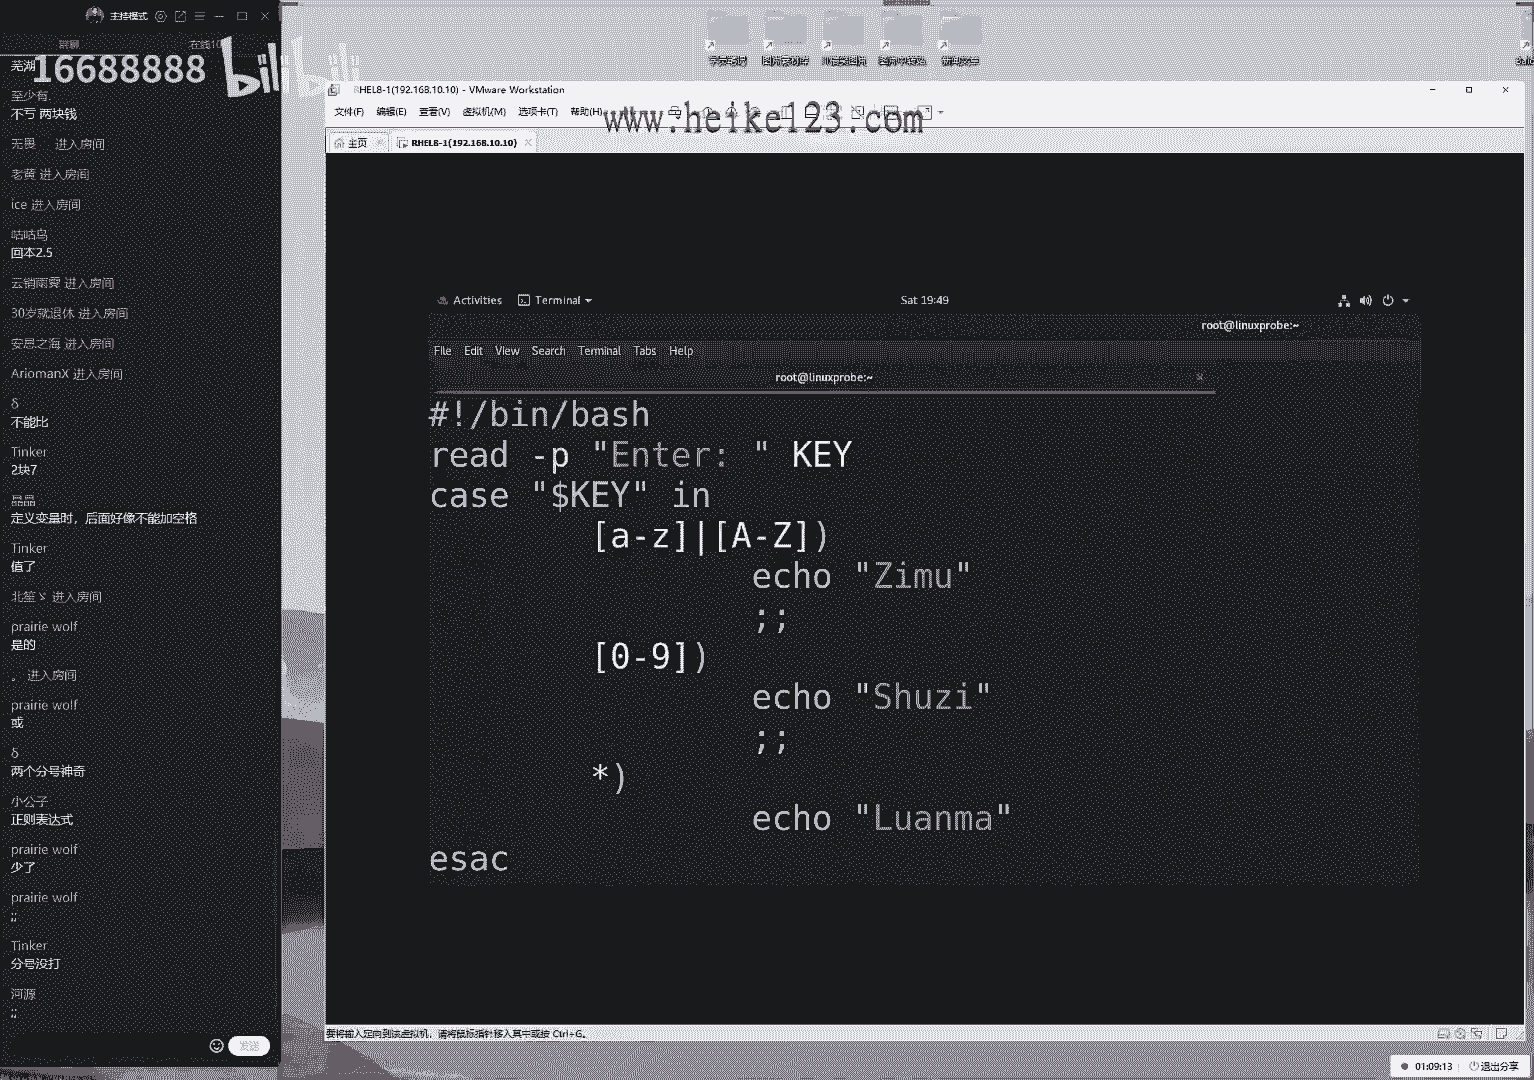 主持模式
聊聊
芜湖
16688888
bilibili
至少有.
不亏 两块钱
无畏 进入房间
老黄 进入房间
ice 进入房间
咕咕鸟
回本2.5
云销雨霁 进入房间
30岁就退休 进入房间
安息之海 进入房间
AriomanX 进入房间
δ
不能比
Tinker
2块7
晶晶
定义变量时，后面好像不能加空格
Tinker
值了
北笙ゞ 进入房间
prairie wolf
是的
。 进入房间
prairie wolf
或
δ
两个分号神奇
小公子
正则表达式
prairie wolf
少了
prairie wolf
;;
Tinker
分号没打
河源
;;
发送
RHEL8-1(192.168.10.10) - VMware Workstation
文件(F) 编辑(E) 查看(V) 虚拟机(M) 选项卡(T) 帮助(H)
www.heike123.com
主页 RHEL8-1(192.168.10.10)
Activities Terminal Sat 19:49
root@linuxprobe:~
File Edit View Search Terminal Tabs Help
root@linuxprobe:~
#!/bin/bash
read -p "Enter: " KEY
case "$KEY" in
[a-z]|[A-Z])
echo "Zimu"
;;
[0-9])
echo "Shuzi"
;;
*)
echo "Luanma"
esac
要将输入定向到该虚拟机，请将鼠标指针移入其中或按 Ctrl+G。
01:09:13 退出分享